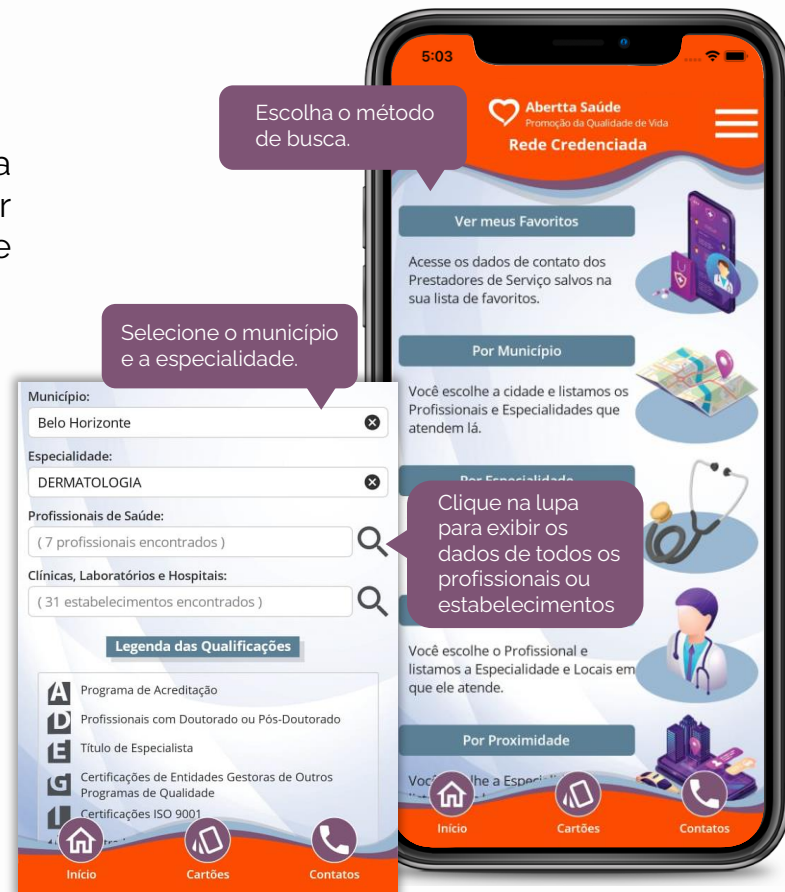 a
r
e
5:03
Abertta Saúde
Promoção da Qualidade de Vida
Rede Credenciada
Escolha o método
de busca.
Ver meus Favoritos
Acesse os dados de contato dos
Prestadores de Serviço salvos na
sua lista de favoritos.
Por Município
Você escolhe a cidade e listamos os
Profissionais e Especialidades que
atendem lá.
Por Especialidade
Clique na lupa
para exibir os
dados de todos os
profissionais ou
estabelecimentos
Você escolhe o Profissional e
listamos a Especialidade e Locais em
que ele atende.
Por Proximidade
Início
Cartões
Contatos
Selecione o município
e a especialidade.
Município:
Belo Horizonte
Especialidade:
DERMATOLOGIA
Profissionais de Saúde:
( 7 profissionais encontrados )
Clínicas, Laboratórios e Hospitais:
( 31 estabelecimentos encontrados )
Legenda das Qualificações
A Programa de Acreditação
D Profissionais com Doutorado ou Pós-Doutorado
E Título de Especialista
G Certificações de Entidades Gestoras de Outros
Programas de Qualidade
I Certificações ISO 9001
Início
Cartões
Contatos